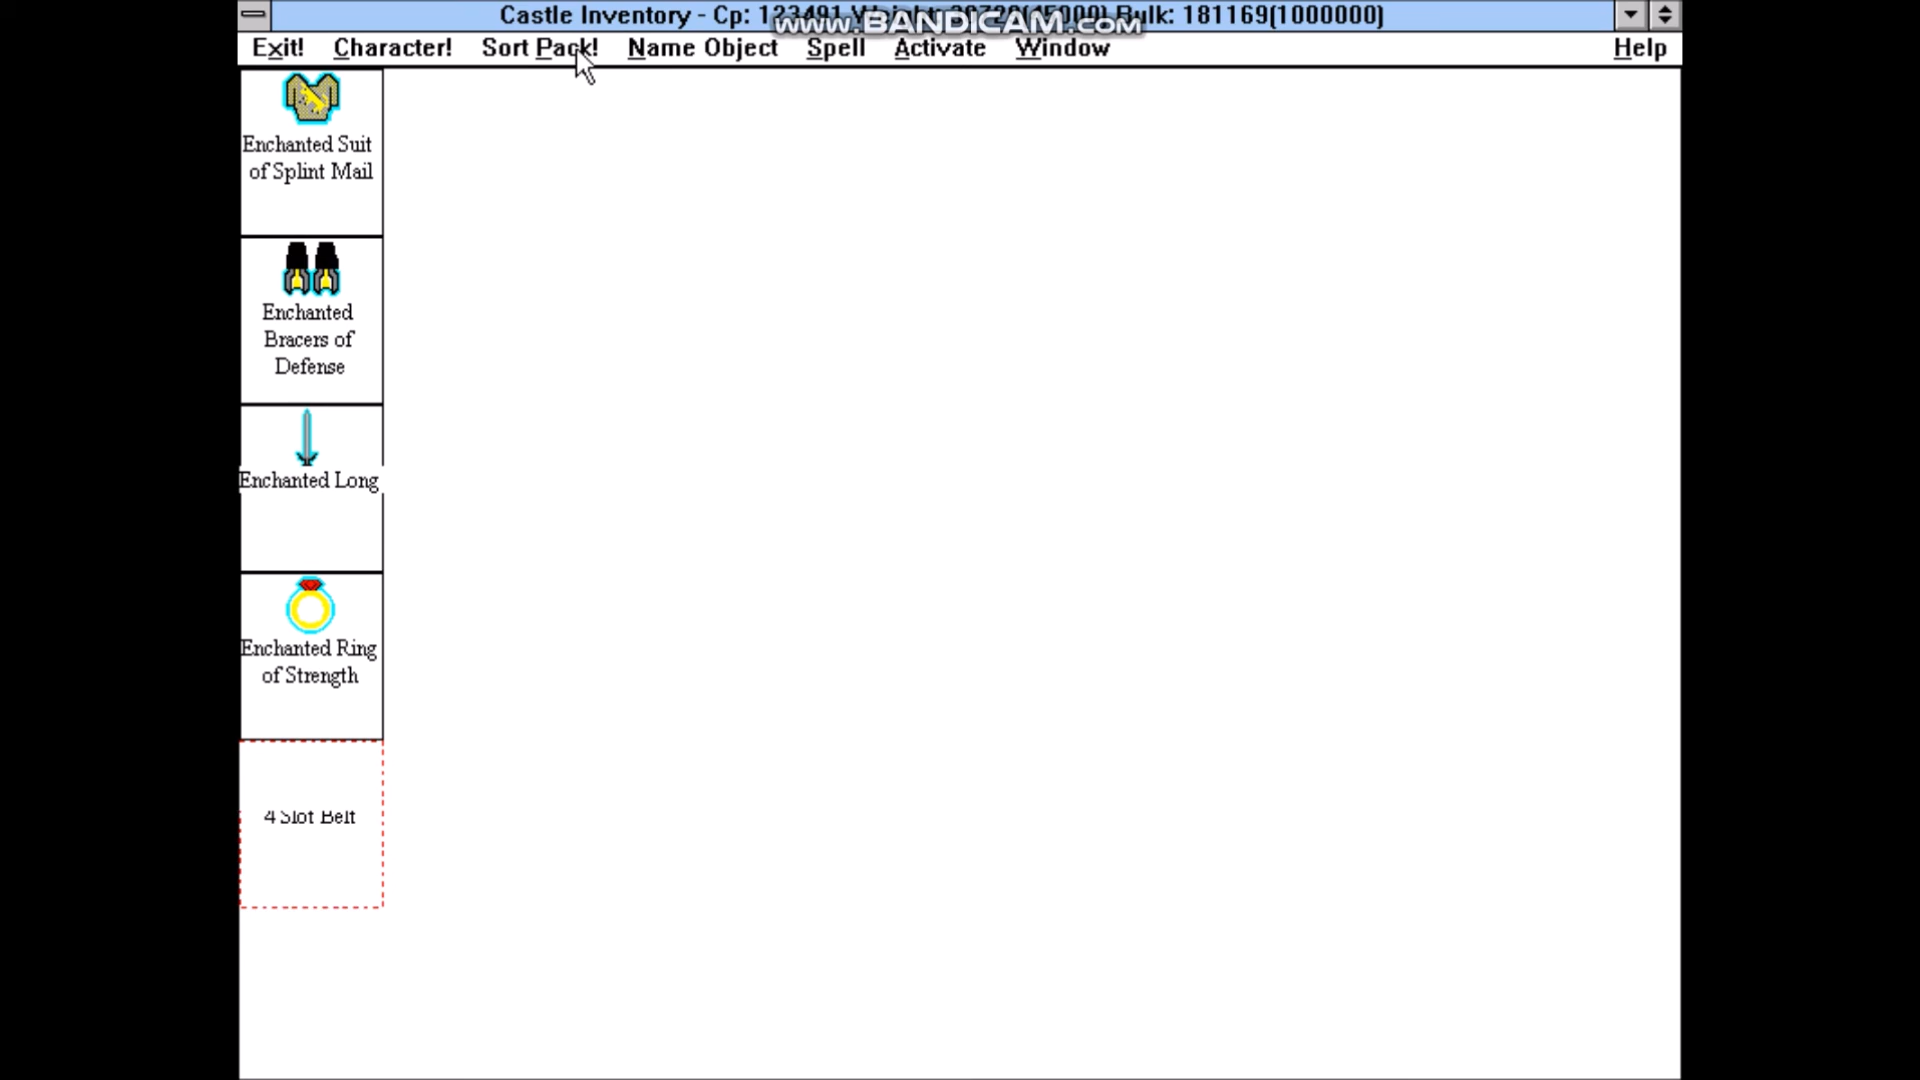 Castle Inventory - Cp: 123491 Bulk: 181169(1000000)
www.BANDICAM.com
Exit! Character! Sort Pack! Name Object Spell Activate Window Help
Enchanted Suit
of Splint Mail
Enchanted
Bracers of
Defense
Enchanted Long
Enchanted Ring
of Strength
4 Slot Belt